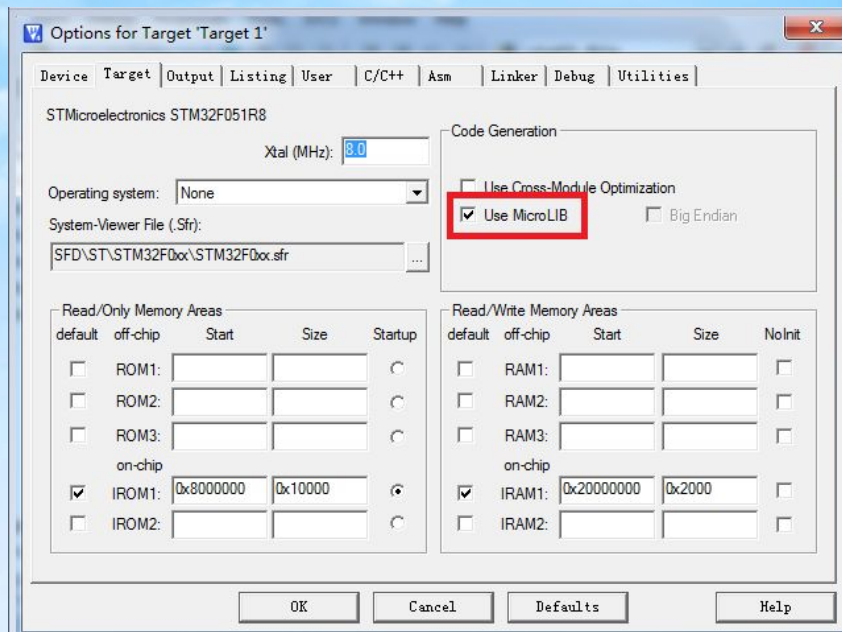 Options for Target 'Target 1'
x
Device Target Output Listing User C/C++ Asm Linker Debug Utilities
STMicroelectronics STM32F051R8
Xtal (MHz): 8.0
Operating system: None
System-Viewer File (.Sfr):
SFD\ST\STM32F0xx\STM32F0xx.sfr ...
Code Generation
Use Cross-Module Optimization
Use MicroLIB Big Endian
Read/Only Memory Areas
default off-chip Start Size Startup
ROM1:
ROM2:
ROM3:
on-chip
IROM1: 0x8000000 0x10000
IROM2:
Read/Write Memory Areas
default off-chip Start Size NoInit
RAM1:
RAM2:
RAM3:
on-chip
IRAM1: 0x20000000 0x2000
IRAM2:
OK Cancel Defaults Help